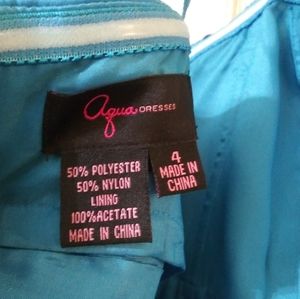 aqua DRESSES
50% POLYESTER
50% NYLON
LINING
100%ACETATE
MADE IN CHINA
4
MADE IN
CHINA